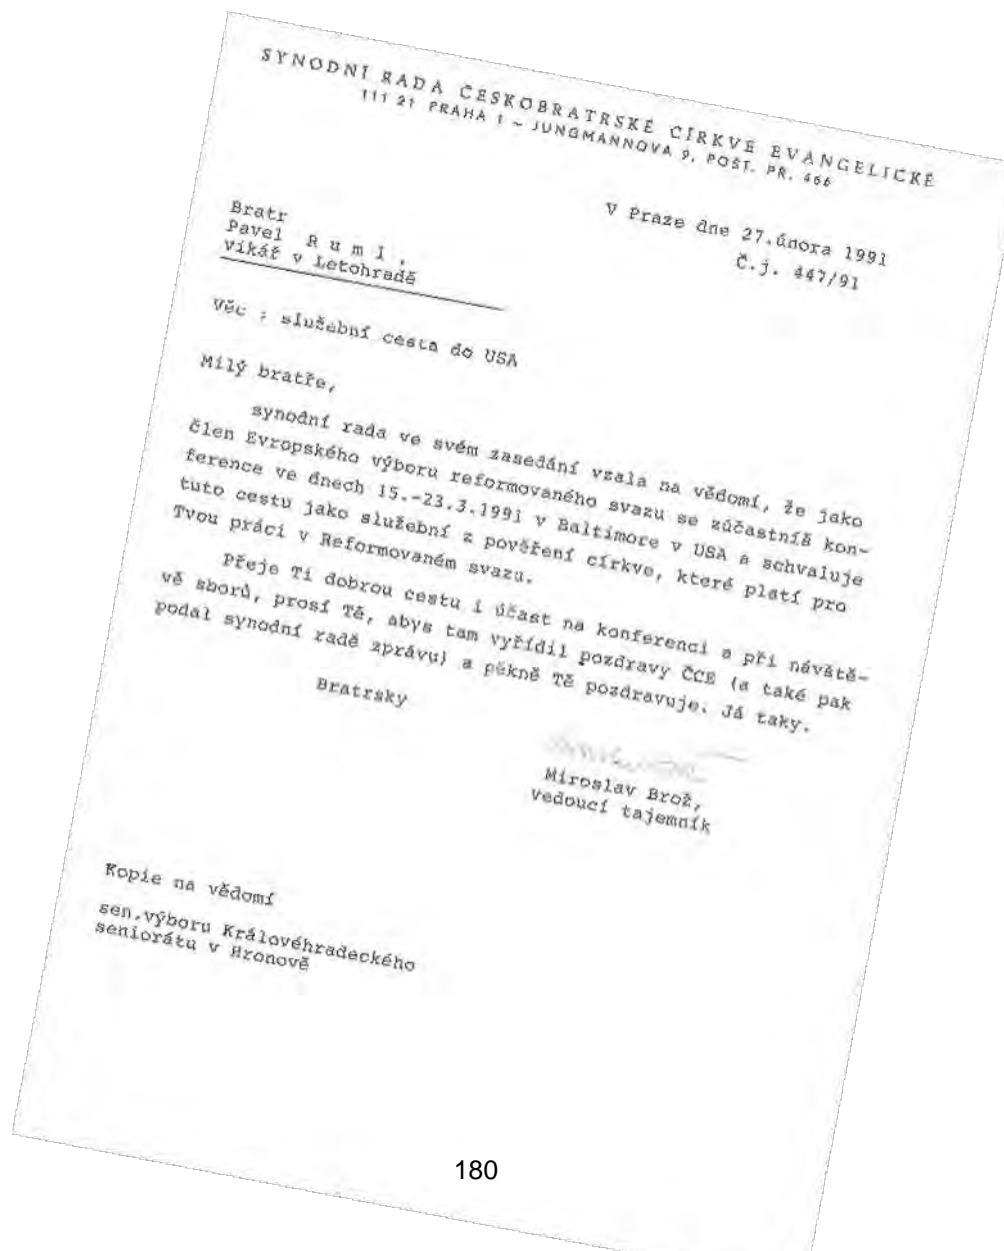 SYNODNÍ RADA ČESKOBRATRSKÉ CÍRKVE EVANGELICKÉ
111 21 PRAHA 1 – JUNGMANNOVA 9, POŠT. PŘ. 466
V Praze dne 27.února 1991
Č.j. 447/91
Bratr
Pavel R u m l ,
vikář v Letohradě
Věc : služební cesta do USA
Milý bratře,
synodní rada ve svém zasedání vzala na vědomí, že jako
člen Evropského výboru reformovaného svazu se zúčastníš kon-
ference ve dnech 15.-23.3.1991 v Baltimore v USA a schvaluje
tuto cestu jako služební z pověření církve, které platí pro
Tvou práci v Reformovaném svazu.
Přeje Ti dobrou cestu i účast na konferenci a při návště-
vě sborů, prosí Tě, abys tam vyřídil pozdravy ČCE (a také pak
podal synodní radě zprávu) a pěkně Tě pozdravuje. Já taky.
Bratrsky
Miroslav Brož,
vedoucí tajemník
Kopie na vědomí
sen.výboru Královéhradeckého
seniorátu v Hronově
180